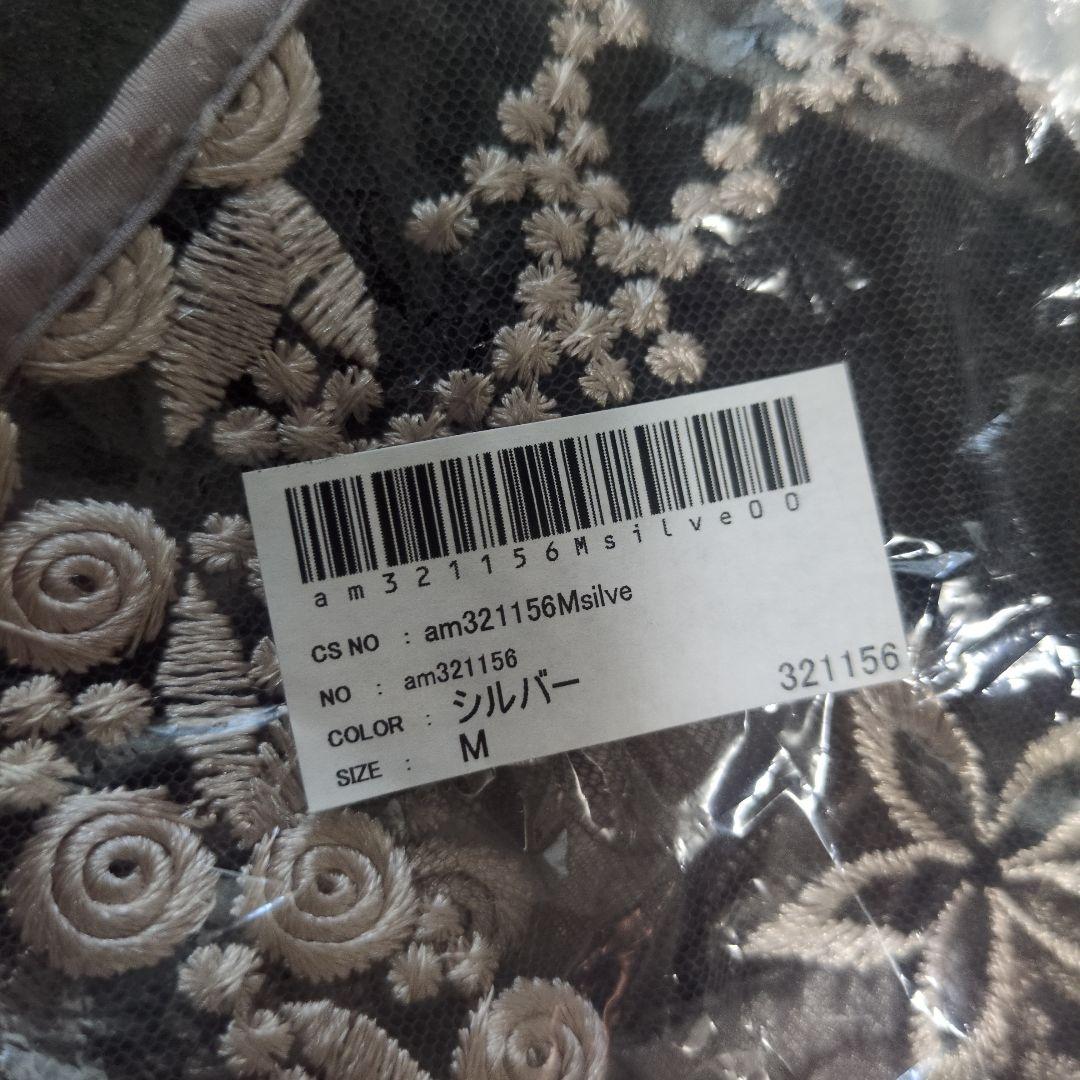 am321156Msilve00
CS NO : am321156Msilve
NO : am321156
COLOR : シルバー
321156
SIZE : M